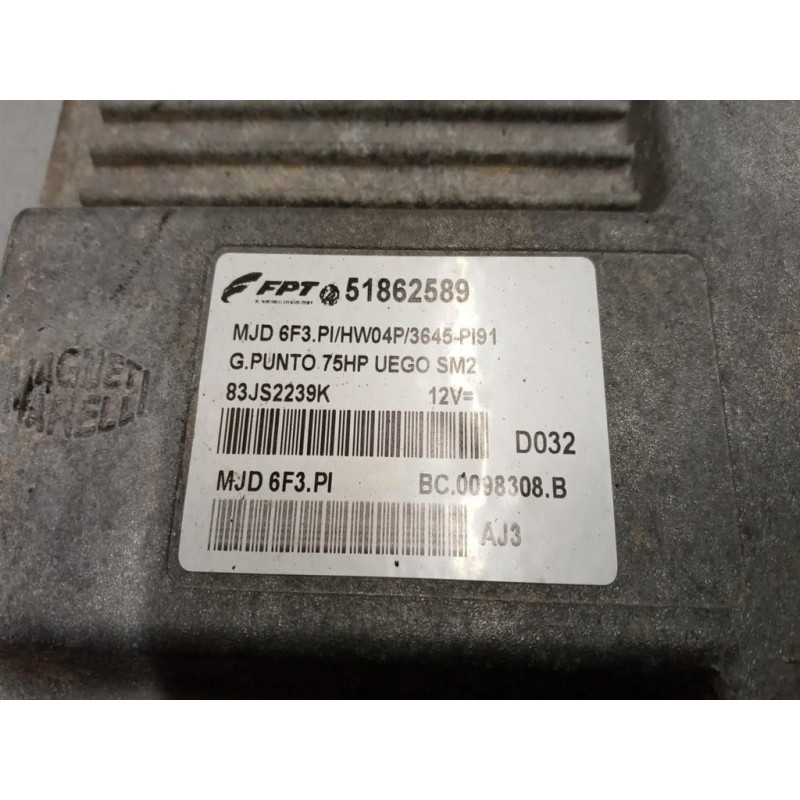 FPT 51862589
MJD 6F3.PI/HW04P/3645-PI91
G.PUNTO 75HP UEGO SM2
83JS2239K 12V=
D032
MJD 6F3.PI BC.0098308.B
AJ3
MAGNETI
MARELLI